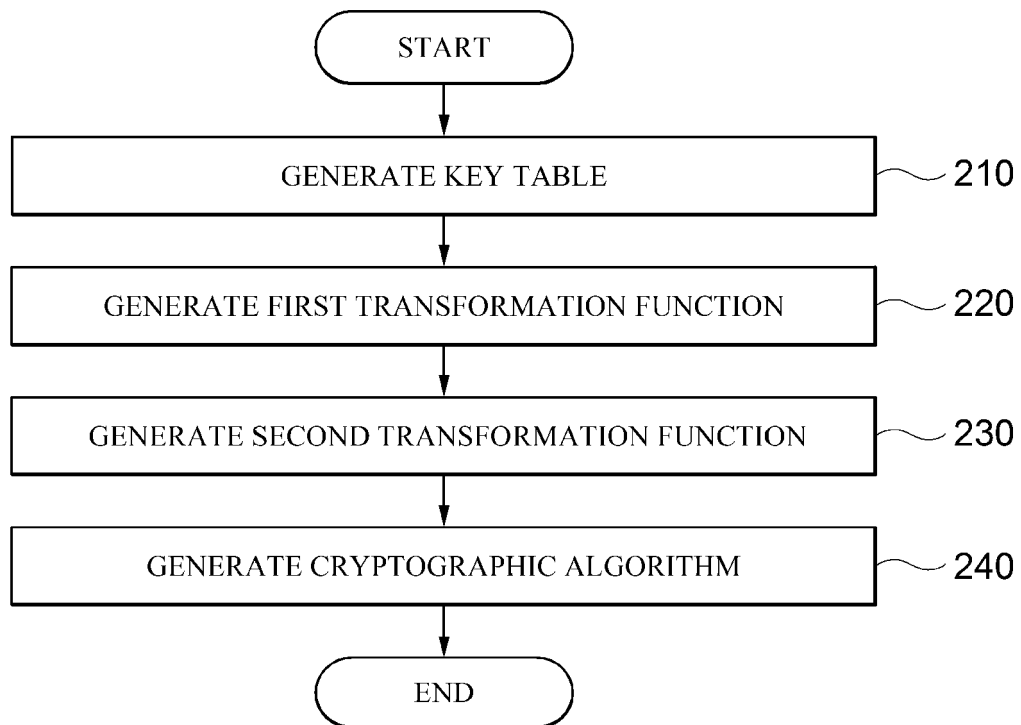 START
GENERATE KEY TABLE 210
GENERATE FIRST TRANSFORMATION FUNCTION 220
GENERATE SECOND TRANSFORMATION FUNCTION 230
GENERATE CRYPTOGRAPHIC ALGORITHM 240
END